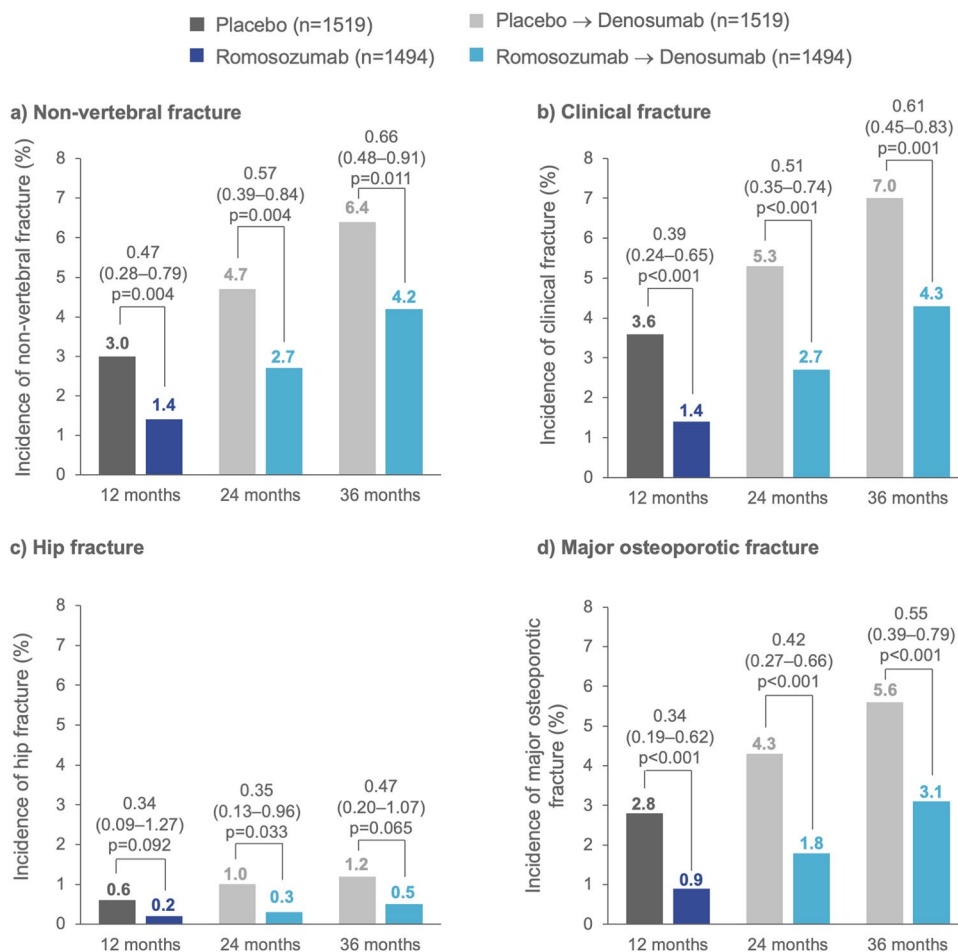 Placebo (n=1519)
Romosozumab (n=1494)
Placebo → Denosumab (n=1519)
Romosozumab → Denosumab (n=1494)
a) Non-vertebral fracture
Incidence of non-vertebral fracture (%)
8
7
6
5
4
3
2
1
0
0.47
(0.28–0.79)
p=0.004
3.0
1.4
0.57
(0.39–0.84)
p=0.004
4.7
2.7
0.66
(0.48–0.91)
p=0.011
6.4
4.2
12 months
24 months
36 months
b) Clinical fracture
Incidence of clinical fracture (%)
8
7
6
5
4
3
2
1
0
0.39
(0.24–0.65)
p<0.001
3.6
1.4
0.51
(0.35–0.74)
p<0.001
5.3
2.7
0.61
(0.45–0.83)
p=0.001
7.0
4.3
12 months
24 months
36 months
c) Hip fracture
Incidence of hip fracture (%)
8
7
6
5
4
3
2
1
0
0.34
(0.09–1.27)
p=0.092
0.6
0.2
0.35
(0.13–0.96)
p=0.033
1.0
0.3
0.47
(0.20–1.07)
p=0.065
1.2
0.5
12 months
24 months
36 months
d) Major osteoporotic fracture
Incidence of major osteoporotic
fracture (%)
8
7
6
5
4
3
2
1
0
0.34
(0.19–0.62)
p<0.001
2.8
0.9
0.42
(0.27–0.66)
p<0.001
4.3
1.8
0.55
(0.39–0.79)
p<0.001
5.6
3.1
12 months
24 months
36 months